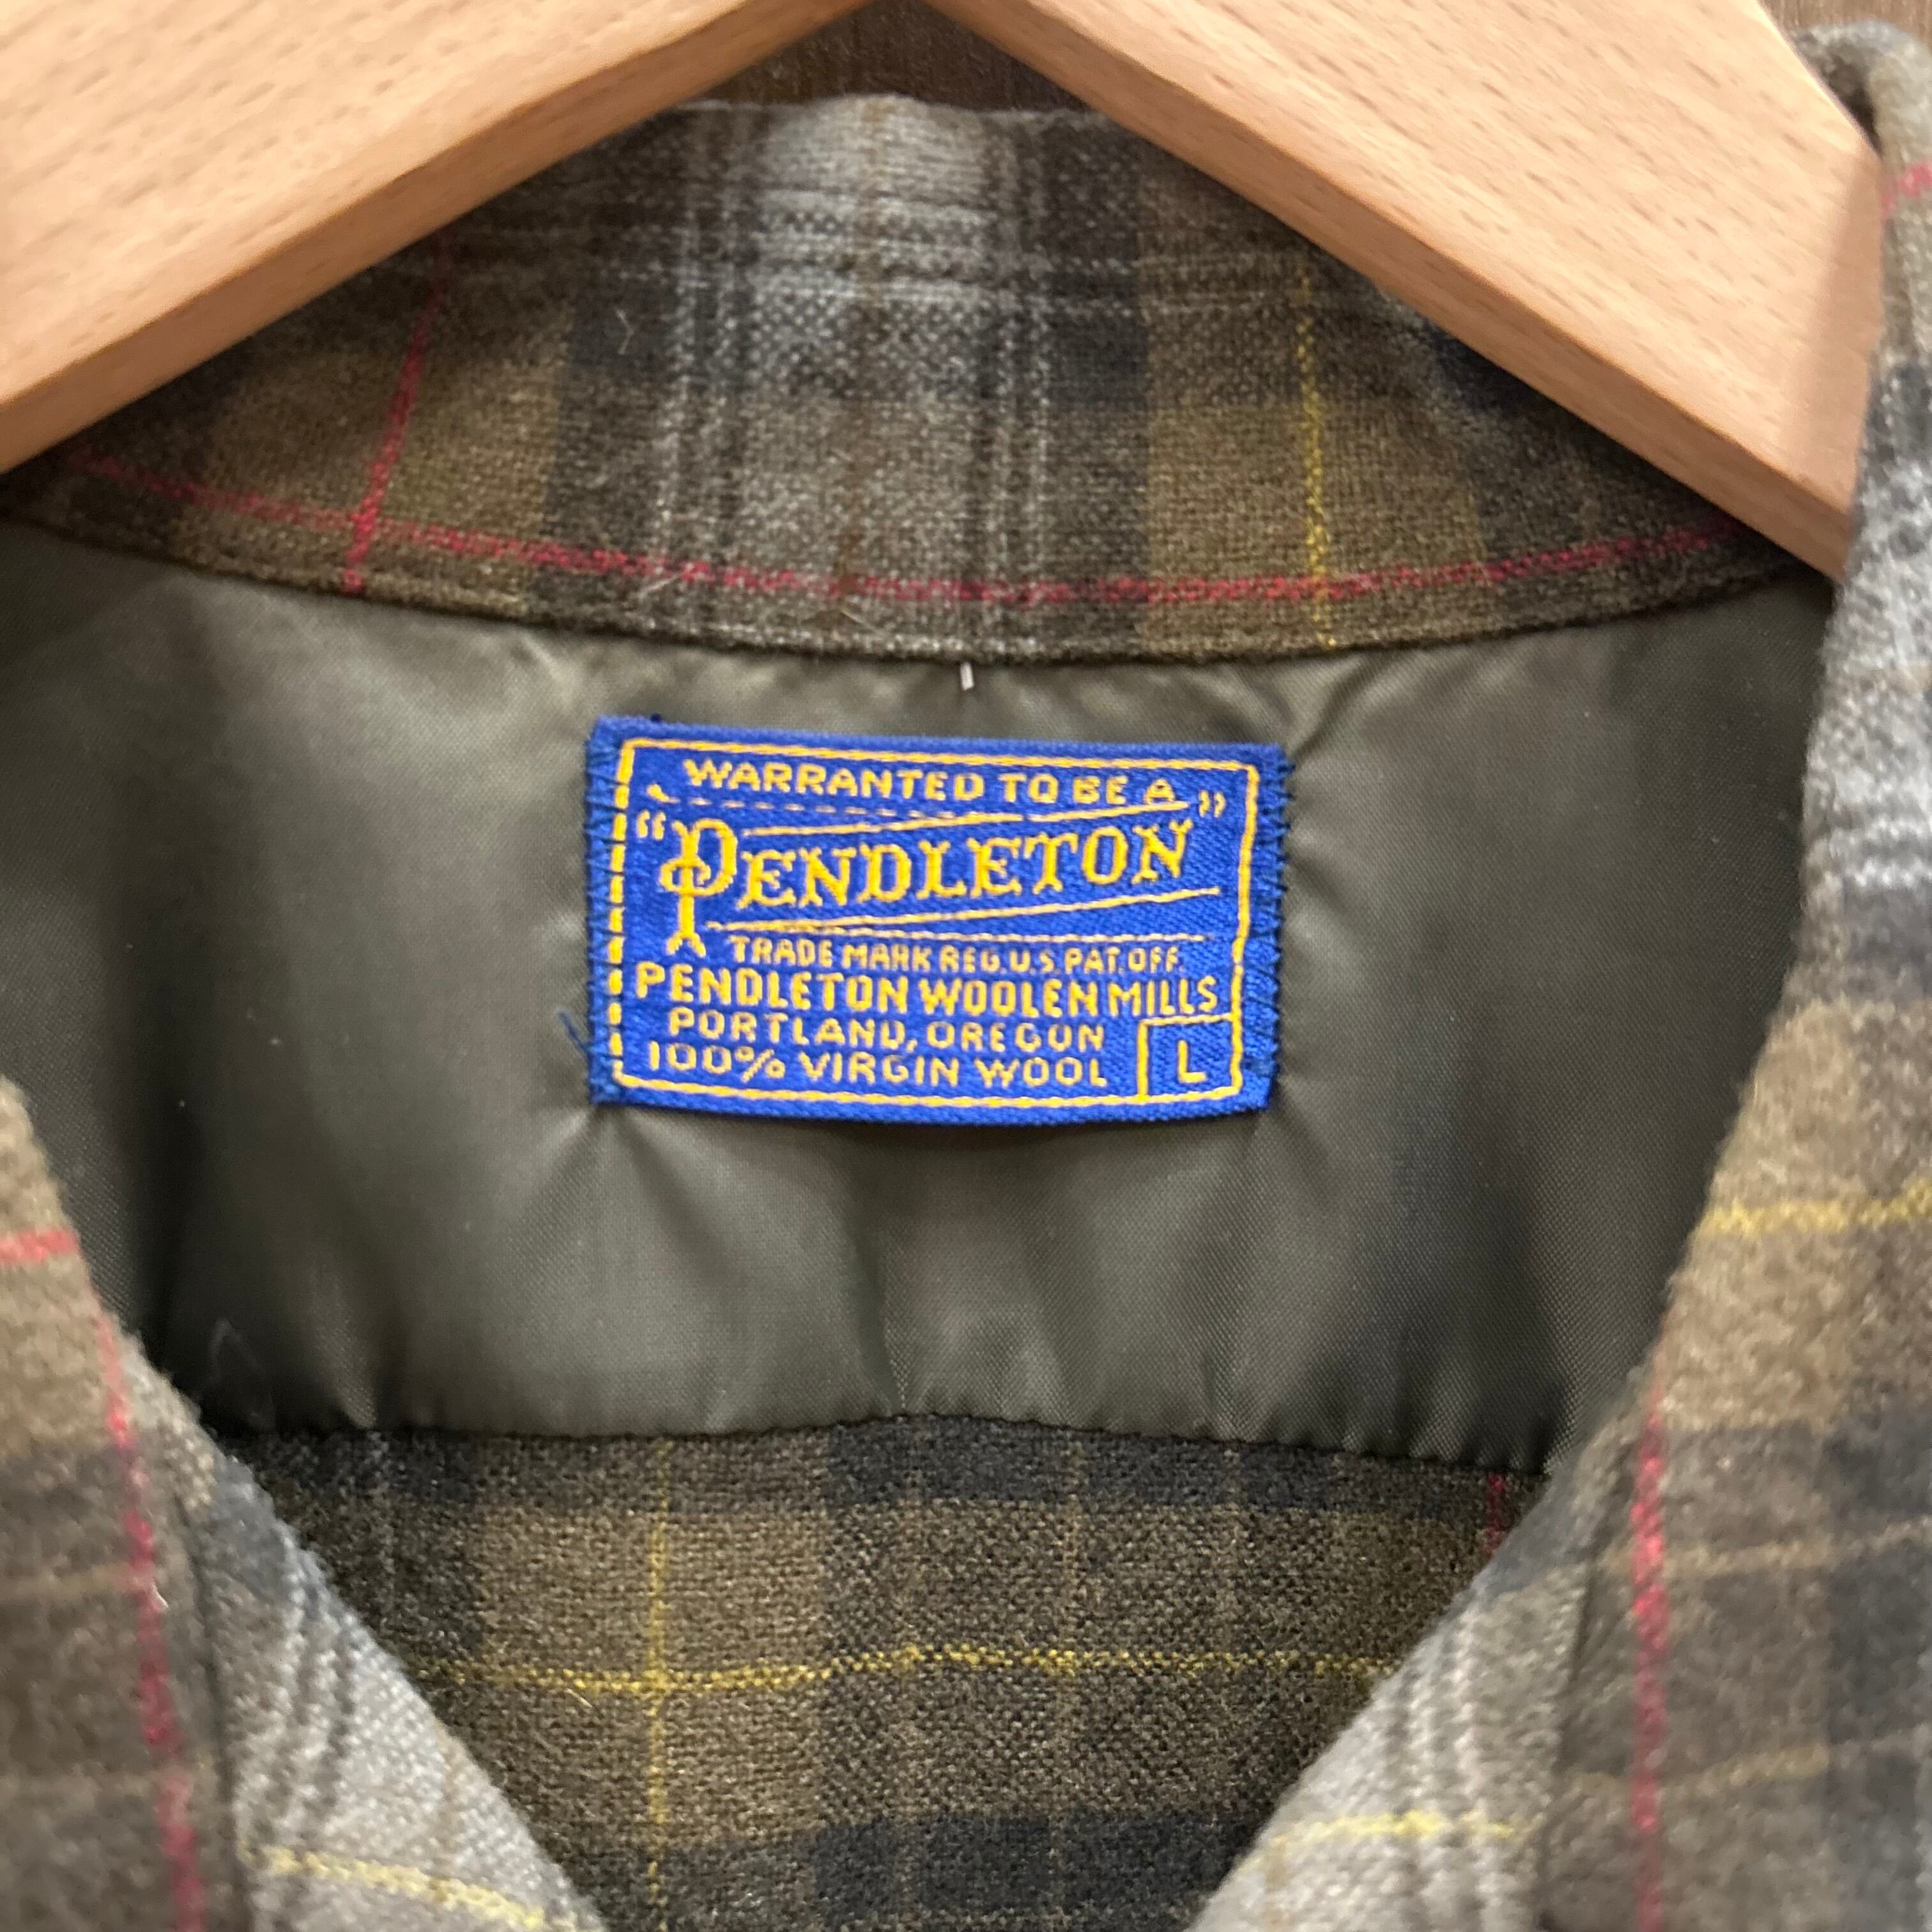 WARRANTED TO BE A
"PENDLETON"
TRADE MARK REG. U.S. PAT. OFF.
PENDLETON WOOLEN MILLS
PORTLAND, OREGON
100% VIRGIN WOOL L